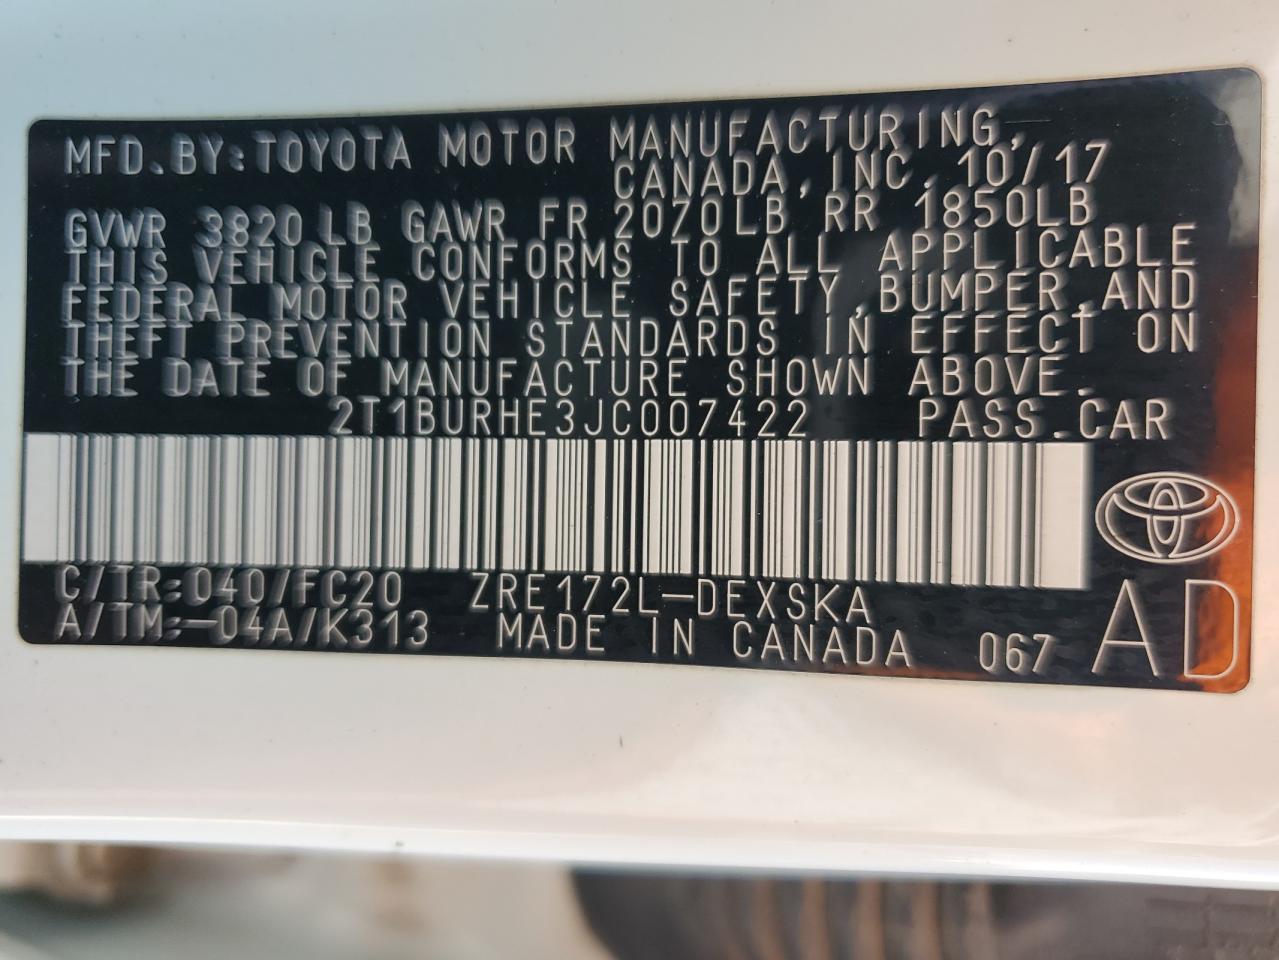 MFD.BY:TOYOTA MOTOR MANUFACTURING,
CANADA, INC. 10/17
GVWR 3820LB GAWR FR 2070LB, RR 1850LB
THIS VEHICLE CONFORMS TO ALL APPLICABLE
FEDERAL MOTOR VEHICLE SAFETY,BUMPER,AND
THEFT PREVENTION STANDARDS IN EFFECT ON
THE DATE OF MANUFACTURE SHOWN ABOVE.
2T1BURHE3JC007422 PASS.CAR
C/TR:040/FC20 ZRE172L-DEXSKA
A/TM:-04A/K313 MADE IN CANADA 067 AD